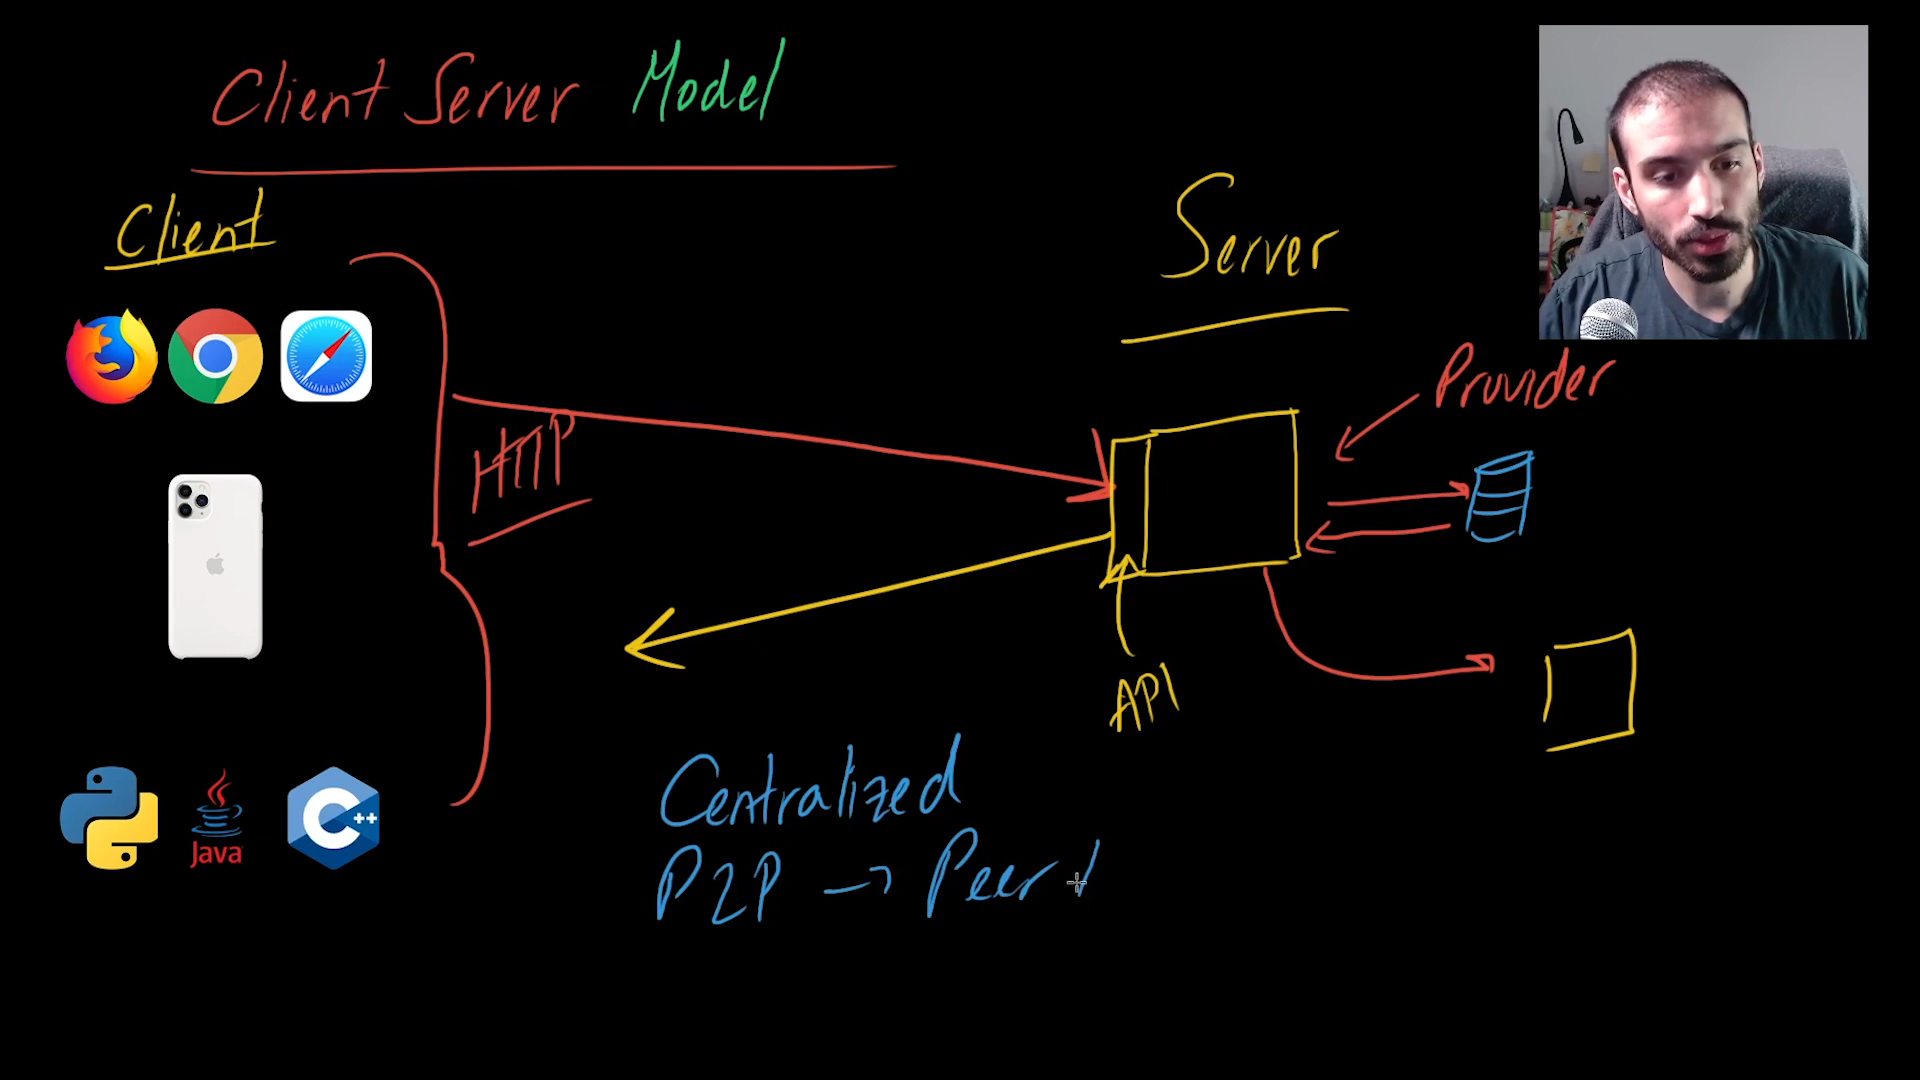 Client Server Model
Client
Server
Provider
HTTP
API
Java
C++
Centralized
P2P → Peer t